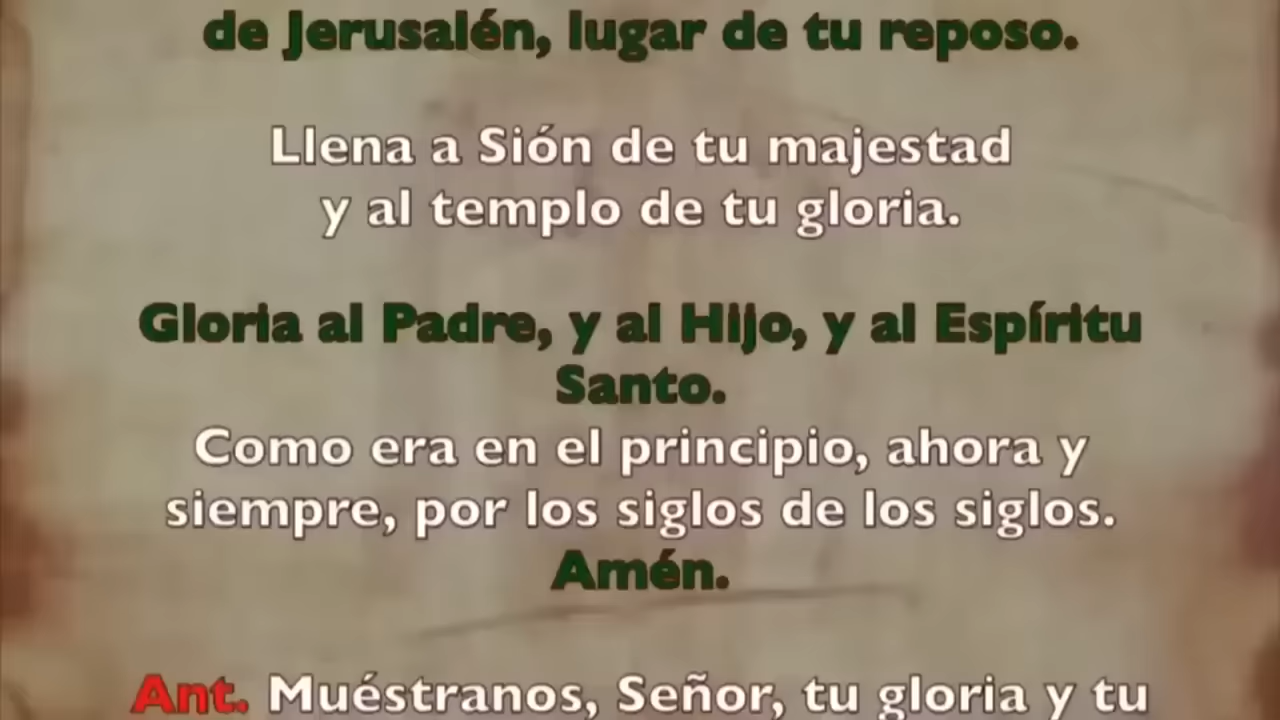 de Jerusalén, lugar de tu reposo.
Llena a Sión de tu majestad
y al templo de tu gloria.
Gloria al Padre, y al Hijo, y al Espíritu
Santo.
Como era en el principio, ahora y
siempre, por los siglos de los siglos.
Amén.
Ant. Muéstranos, Señor, tu gloria y tu